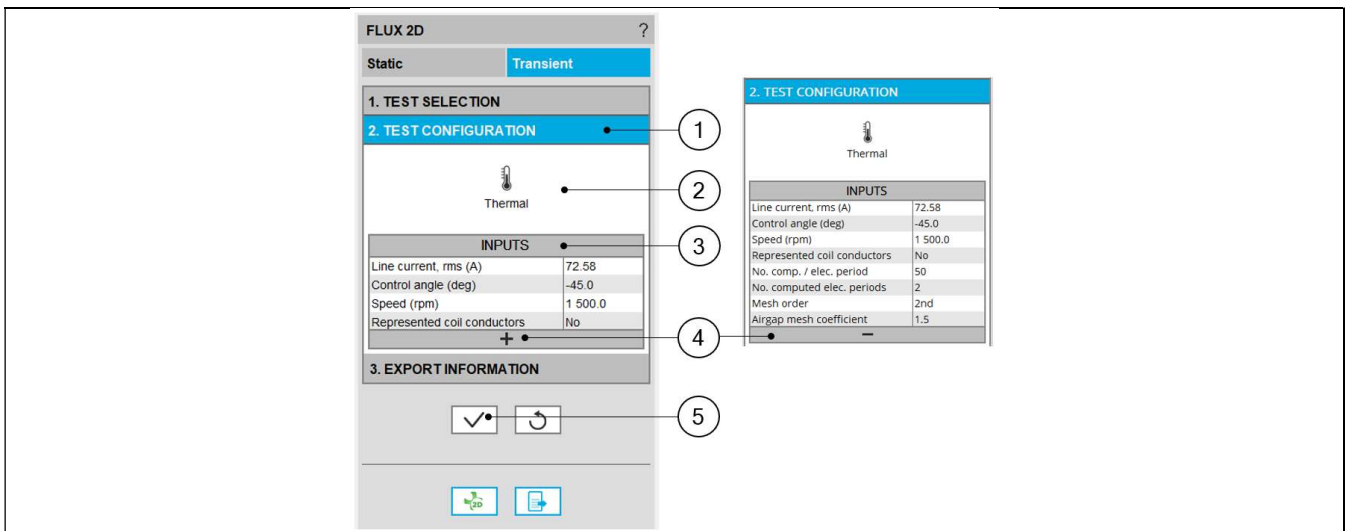 FLUX 2D ?
Static Transient
1. TEST SELECTION
2. TEST CONFIGURATION
Thermal
INPUTS
Line current, rms (A) 72.58
Control angle (deg) -45.0
Speed (rpm) 1 500.0
Represented coil conductors No
+
3. EXPORT INFORMATION
2D
1
2
3
4
5
2. TEST CONFIGURATION
Thermal
INPUTS
Line current, rms (A) 72.58
Control angle (deg) -45.0
Speed (rpm) 1 500.0
Represented coil conductors No
No. comp. / elec. period 50
No. computed elec. periods 2
Mesh order 2nd
Airgap mesh coefficient 1.5
−